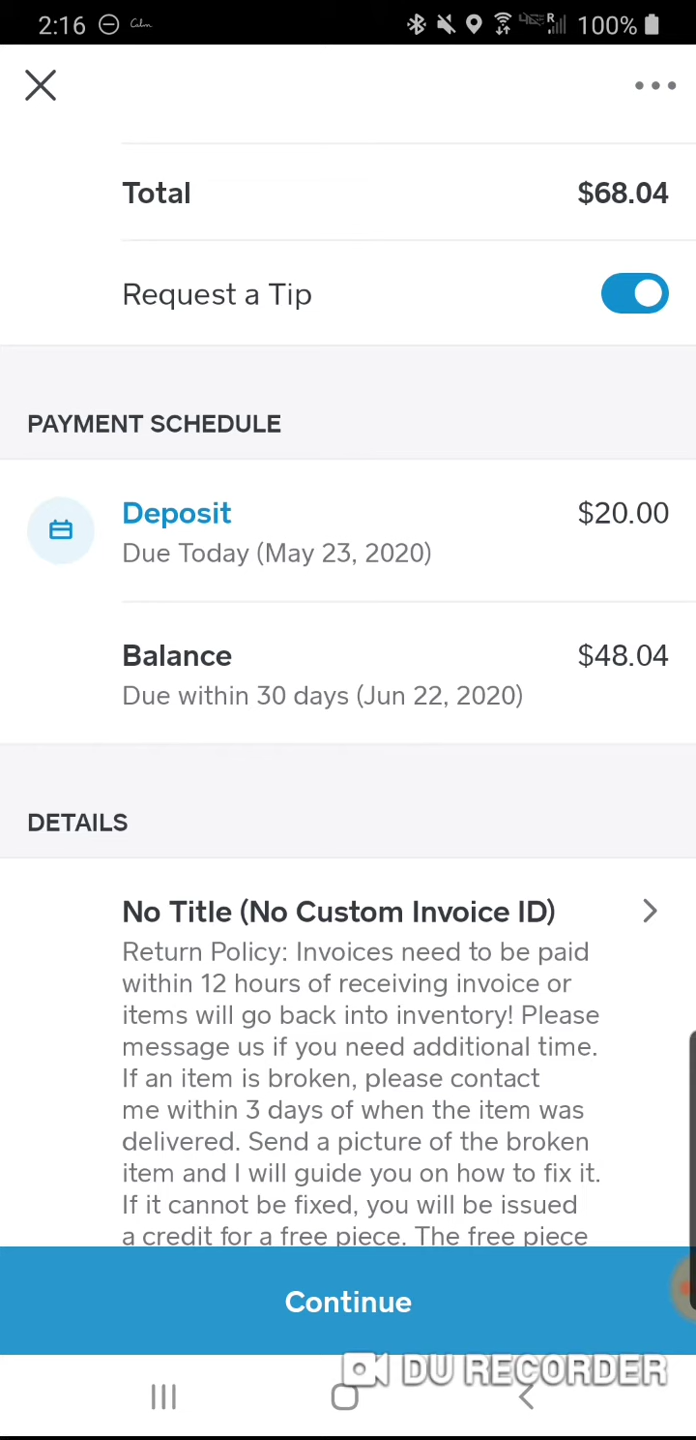 2:16 Calm 100%
Total $68.04
Request a Tip
PAYMENT SCHEDULE
Deposit $20.00
Due Today (May 23, 2020)
Balance $48.04
Due within 30 days (Jun 22, 2020)
DETAILS
No Title (No Custom Invoice ID)
Return Policy: Invoices need to be paid
within 12 hours of receiving invoice or
items will go back into inventory! Please
message us if you need additional time.
If an item is broken, please contact
me within 3 days of when the item was
delivered. Send a picture of the broken
item and I will guide you on how to fix it.
If it cannot be fixed, you will be issued
a credit for a free piece. The free piece
Continue
DU RECORDER